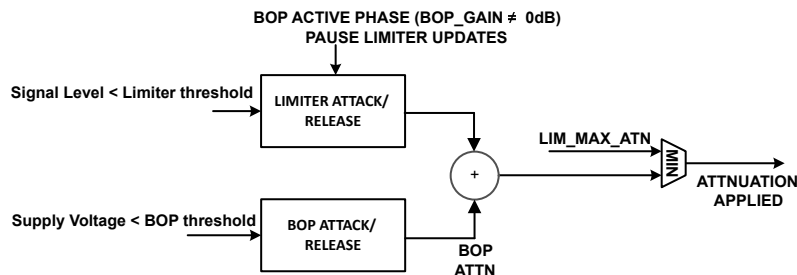 BOP ACTIVE PHASE (BOP_GAIN ≠ 0dB)
PAUSE LIMITER UPDATES
Signal Level < Limiter threshold
LIMITER ATTACK/
RELEASE
LIM_MAX_ATN
MIN
+
ATTNUATION
APPLIED
Supply Voltage < BOP threshold
BOP ATTACK/
RELEASE
BOP
ATTN